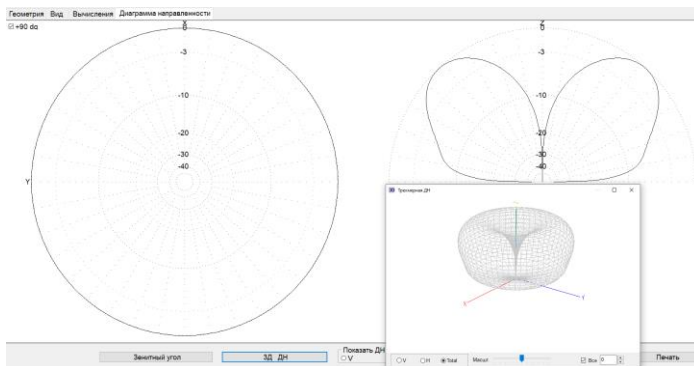 Геометрия Вид Вычисления Диаграмма направленности
+90 dg
X
0
-3
-10
-20
-30
-40
Y
Z
0
-3
-10
-20
-30
-40
Трехмерная ДН
X
Y
V H Total Масшт Все 0
Показать ДН
Зенитный угол 3Д ДН V Печать